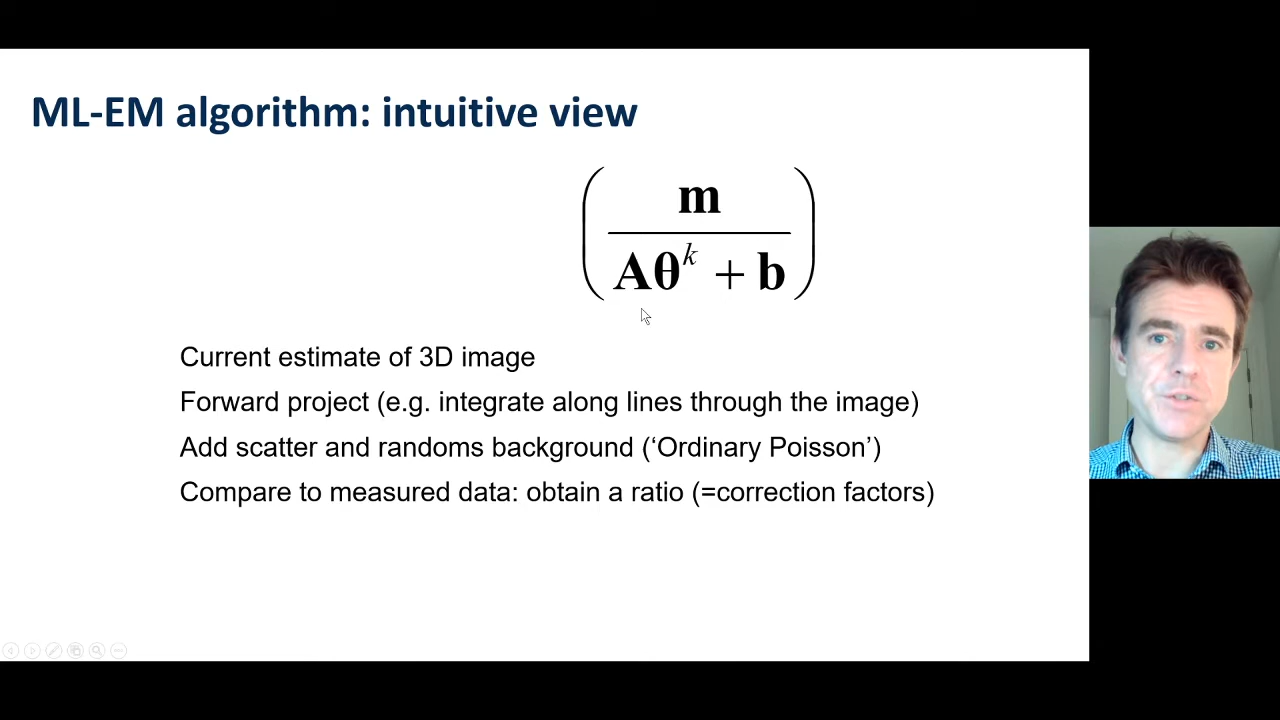 ML-EM algorithm: intuitive view
m
Aθ^k + b
Current estimate of 3D image
Forward project (e.g. integrate along lines through the image)
Add scatter and randoms background (‘Ordinary Poisson’)
Compare to measured data: obtain a ratio (=correction factors)